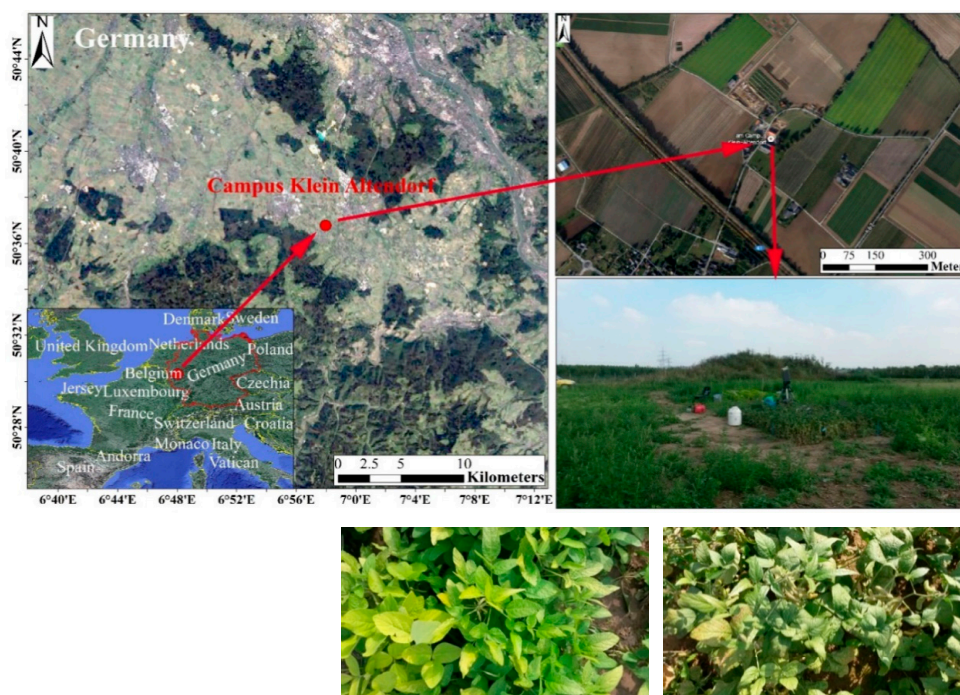 N
Germany
50°44'N
50°40'N
50°36'N
50°32'N
50°28'N
Campus Klein Altendorf
Denmark Sweden
United Kingdom Netherlands Poland
Belgium Germany
Jersey Luxembourg Czechia
France Austria
Switzerland Croatia
Monaco Italy
Andorra
Spain Vatican
0 2.5 5 10
Kilometers
6°40'E 6°44'E 6°48'E 6°52'E 6°56'E 7°0'E 7°4'E 7°8'E 7°12'E
N
0 75 150 300
Meter